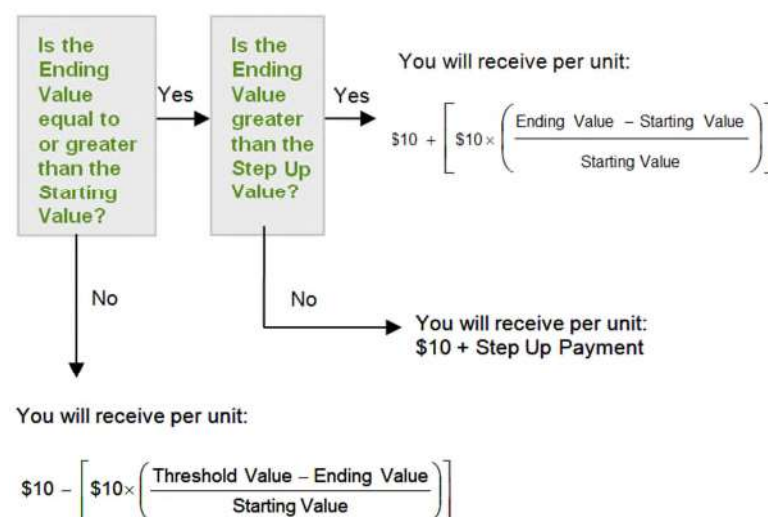 Is the
Ending
Value
equal to
or greater
than the
Starting
Value?
Yes
Is the
Ending
Value
greater
than the
Step Up
Value?
Yes
You will receive per unit:
$10 + [ $10 × ( Ending Value – Starting Value
Starting Value ) ]
No
No
You will receive per unit:
$10 + Step Up Payment
You will receive per unit:
$10 – [ $10× ( Threshold Value – Ending Value
Starting Value ) ]